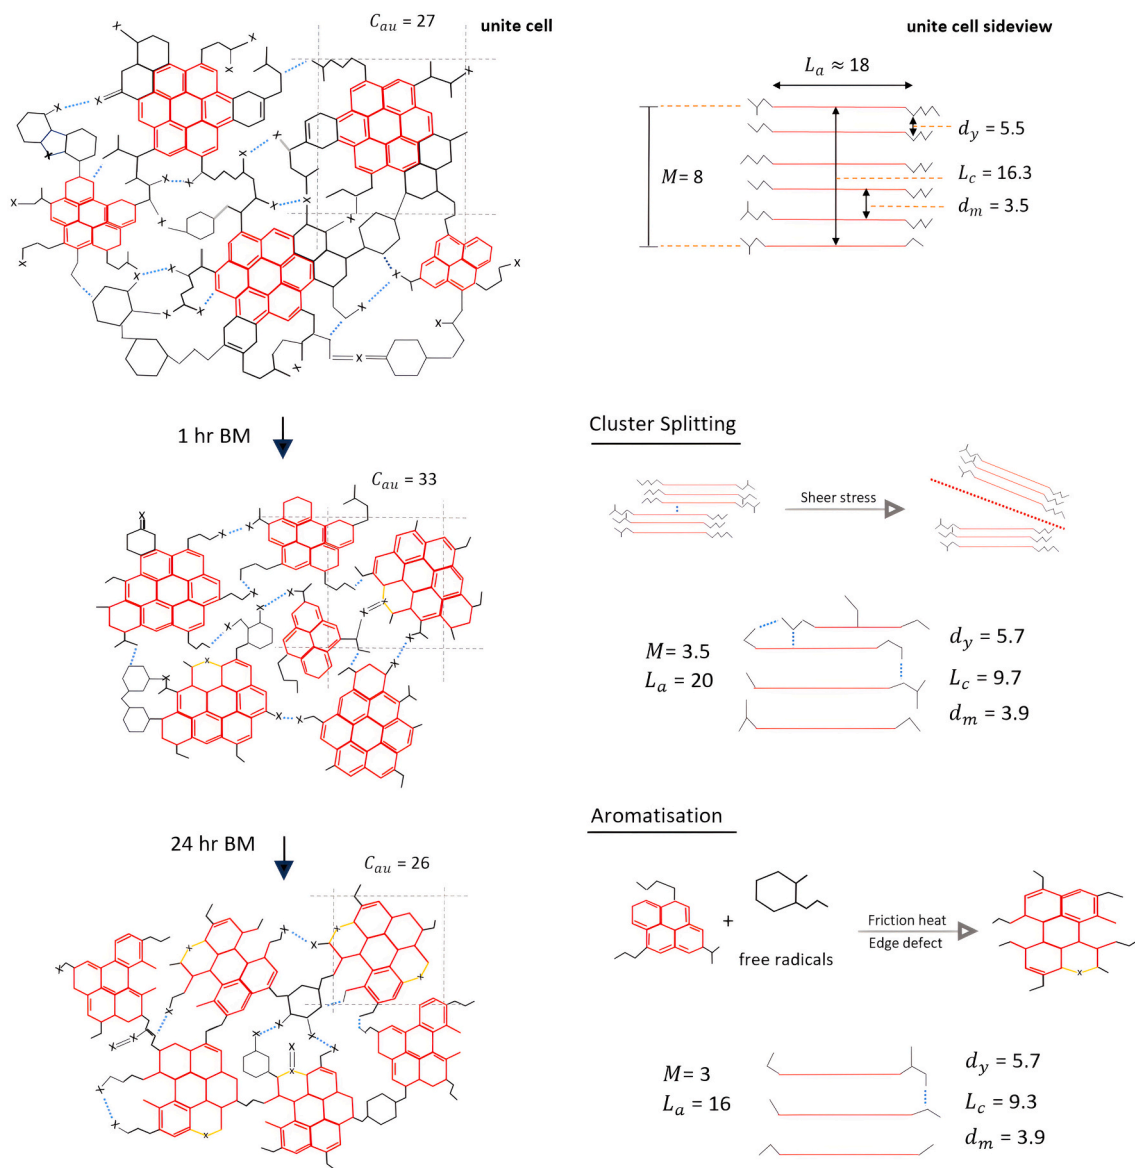 C_au = 27
unite cell
unite cell sideview
L_a ≈ 18
d_y = 5.5
M= 8
L_c = 16.3
d_m = 3.5
1 hr BM
C_au = 33
Cluster Splitting
Sheer stress
M = 3.5
L_a = 20
d_y = 5.7
L_c = 9.7
d_m = 3.9
24 hr BM
C_au = 26
Aromatisation
+
free radicals
Friction heat
Edge defect
M= 3
L_a = 16
d_y = 5.7
L_c = 9.3
d_m = 3.9